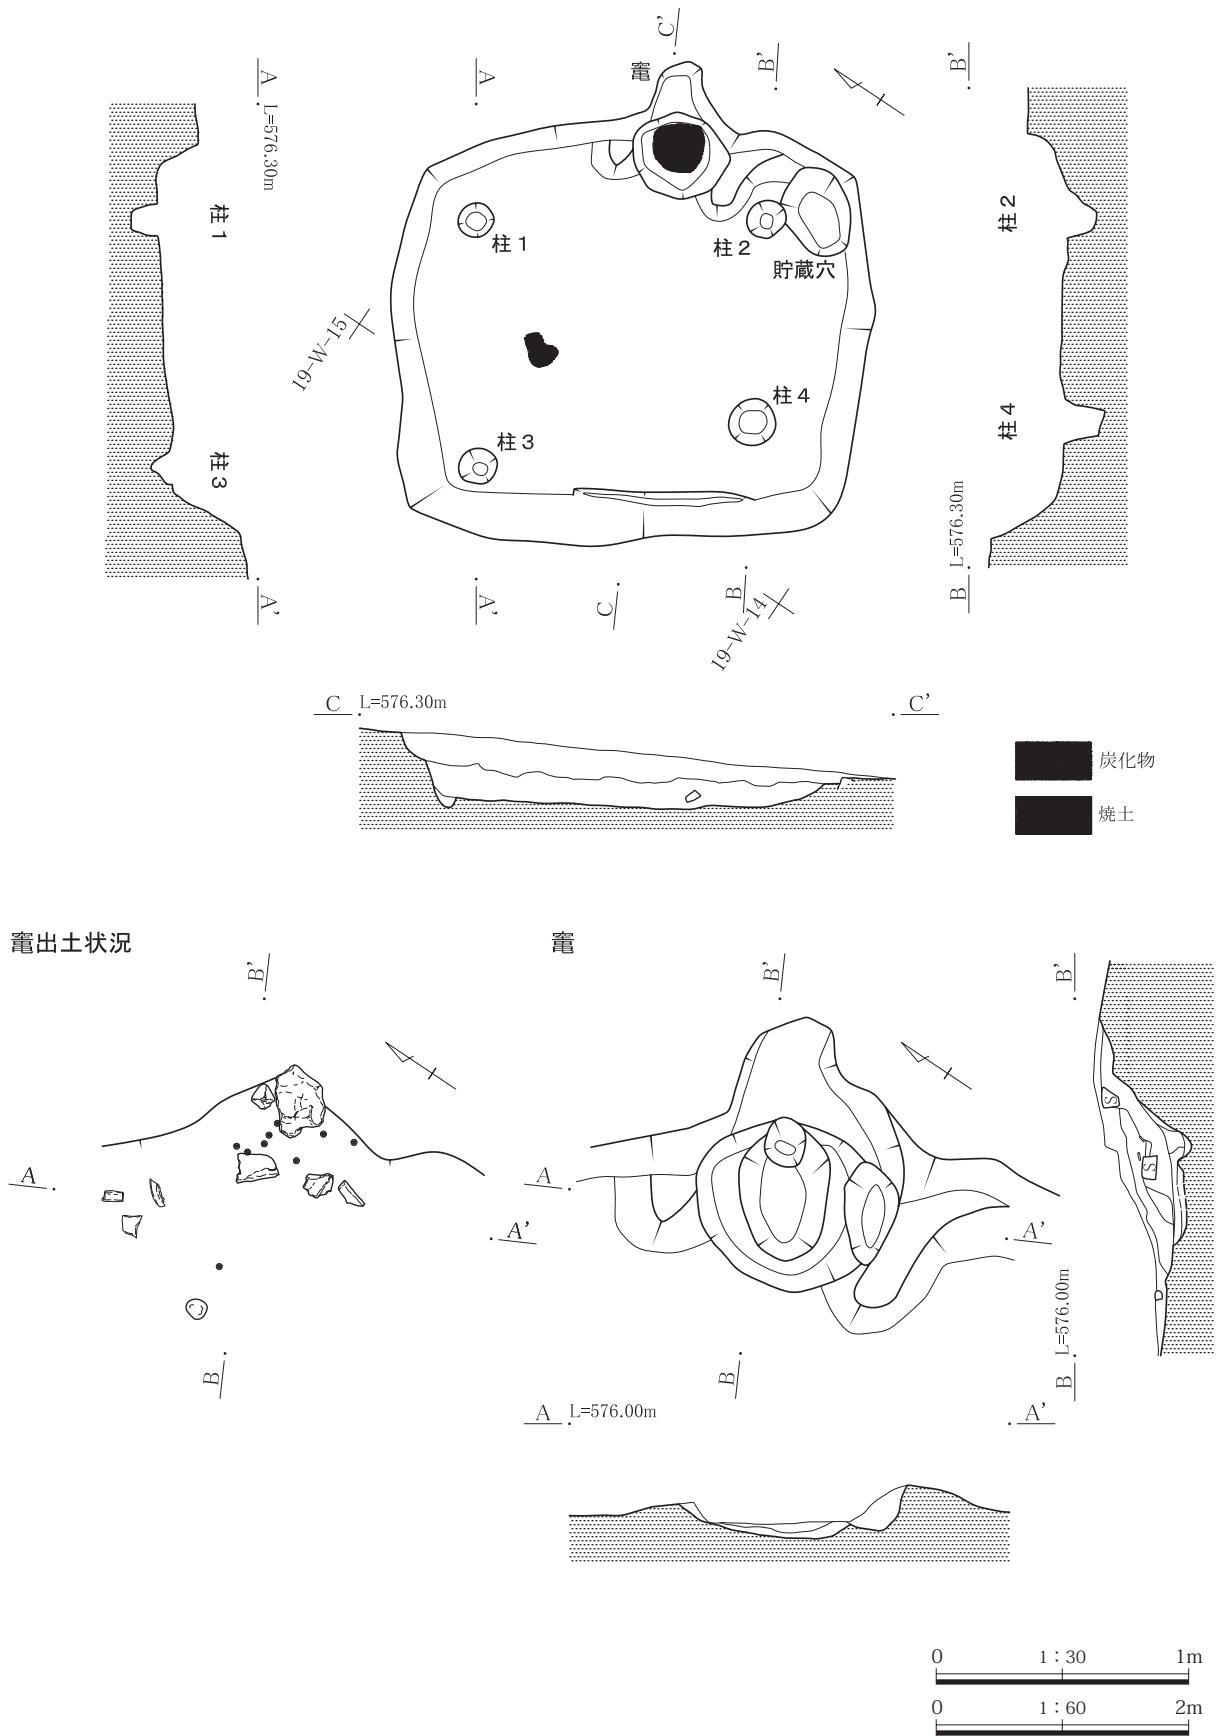 C'
竈
B'
B'
A
L=576.30m
A
柱1
柱1
柱2
貯蔵穴
柱2
19-W-15
柱4
柱4
柱3
柱3
L=576.30m
A'
A'
C
B
B
19-W-14
C
L=576.30m
C'
炭化物
焼土
竈出土状況
竈
B'
B'
B'
A
A
A'
A'
S
S
B
B
B
L=576.00m
A
L=576.00m
A'
0
1：30
1m
0
1：60
2m